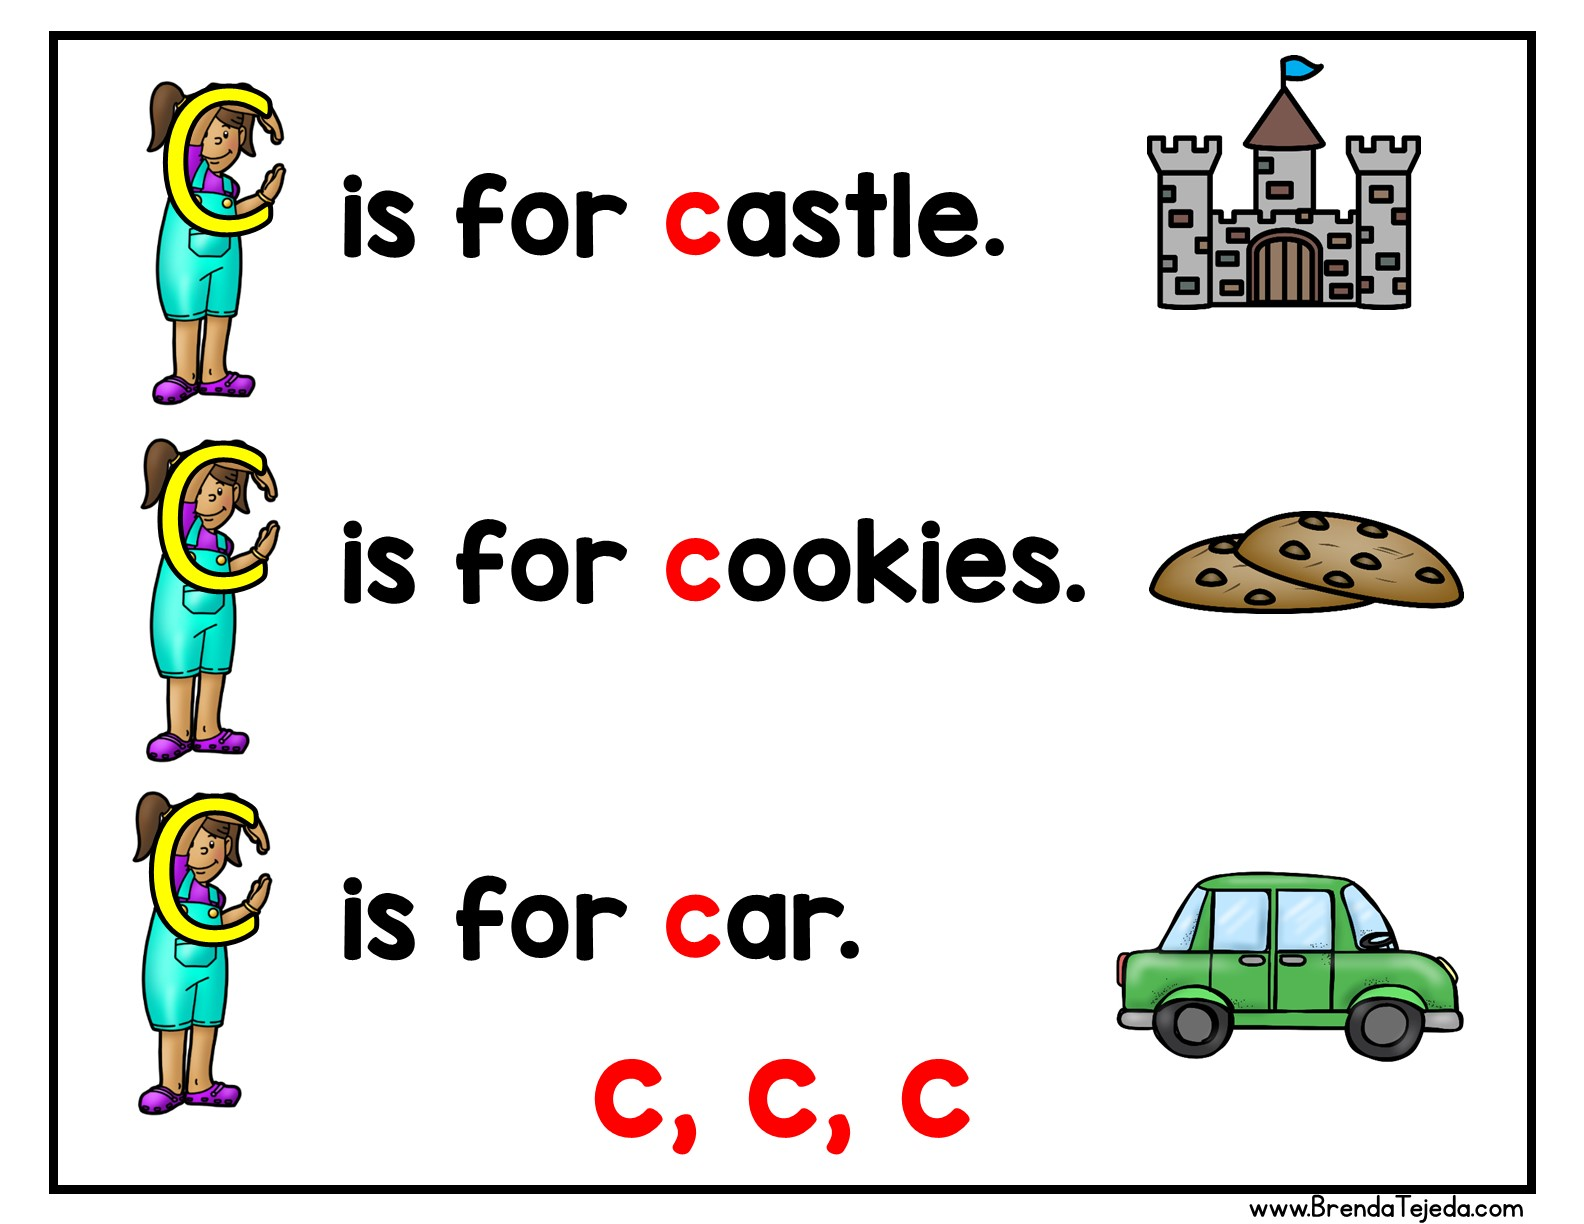 C is for castle.
C is for cookies.
C is for car.
c, c, c
www.BrendaTejeda.com